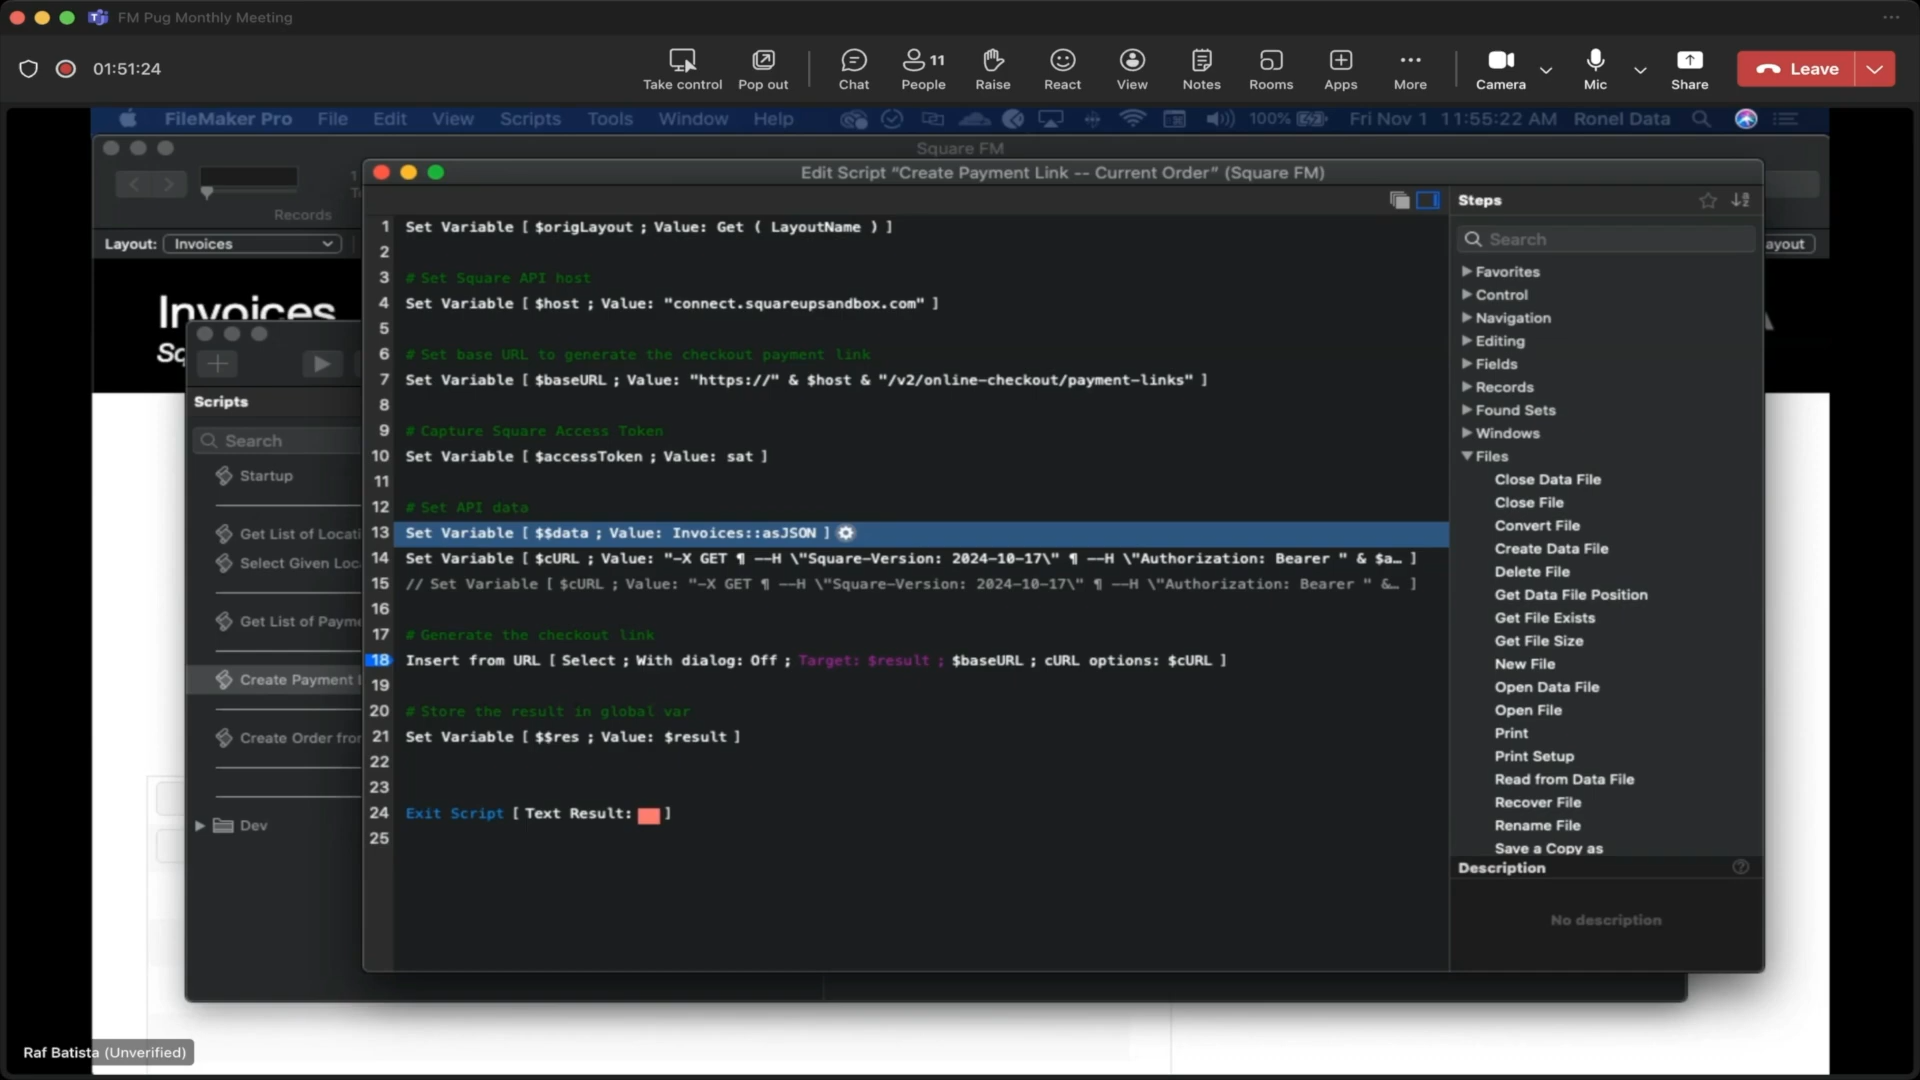 FM Pug Monthly Meeting
01:51:24
Take control
Pop out
Chat
11
People
Raise
React
View
Notes
Rooms
Apps
More
Camera
Mic
Share
Leave
FileMaker Pro File Edit View Scripts Tools Window Help 100% Fri Nov 1 11:55:22 AM Ronel Data
Square FM
Records
Layout: Invoices
ayout
Invoices
Scripts
Search
Startup
Get List of Locati
Select Given Loc
Get List of Payme
Create Payment L
Create Order from
Dev
Edit Script "Create Payment Link -- Current Order" (Square FM)
1 Set Variable [ $origLayout ; Value: Get ( LayoutName ) ]
2
3 # Set Square API host
4 Set Variable [ $host ; Value: "connect.squareupsandbox.com" ]
5
6 # Set base URL to generate the checkout payment link
7 Set Variable [ $baseURL ; Value: "https://" & $host & "/v2/online-checkout/payment-links" ]
8
9 # Capture Square Access Token
10 Set Variable [ $accessToken ; Value: sat ]
11
12 # Set API data
13 Set Variable [ $$data ; Value: Invoices::asJSON ]
14 Set Variable [ $cURL ; Value: "-X GET ¶ --H \"Square-Version: 2024-10-17\" ¶ --H \"Authorization: Bearer " & $a… ]
15 // Set Variable [ $cURL ; Value: "-X GET ¶ --H \"Square-Version: 2024-10-17\" ¶ --H \"Authorization: Bearer " &… ]
16
17 # Generate the checkout link
18 Insert from URL [ Select ; With dialog: Off ; Target: $result ; $baseURL ; cURL options: $cURL ]
19
20 # Store the result in global var
21 Set Variable [ $$res ; Value: $result ]
22
23
24 Exit Script [ Text Result: ]
25
Steps
Search
Favorites
Control
Navigation
Editing
Fields
Records
Found Sets
Windows
Files
Close Data File
Close File
Convert File
Create Data File
Delete File
Get Data File Position
Get File Exists
Get File Size
New File
Open Data File
Open File
Print
Print Setup
Read from Data File
Recover File
Rename File
Save a Copy as
Description
No description
Raf Batista (Unverified)